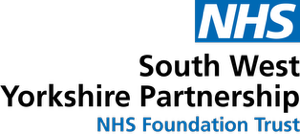 NHS
South West
Yorkshire Partnership
NHS Foundation Trust